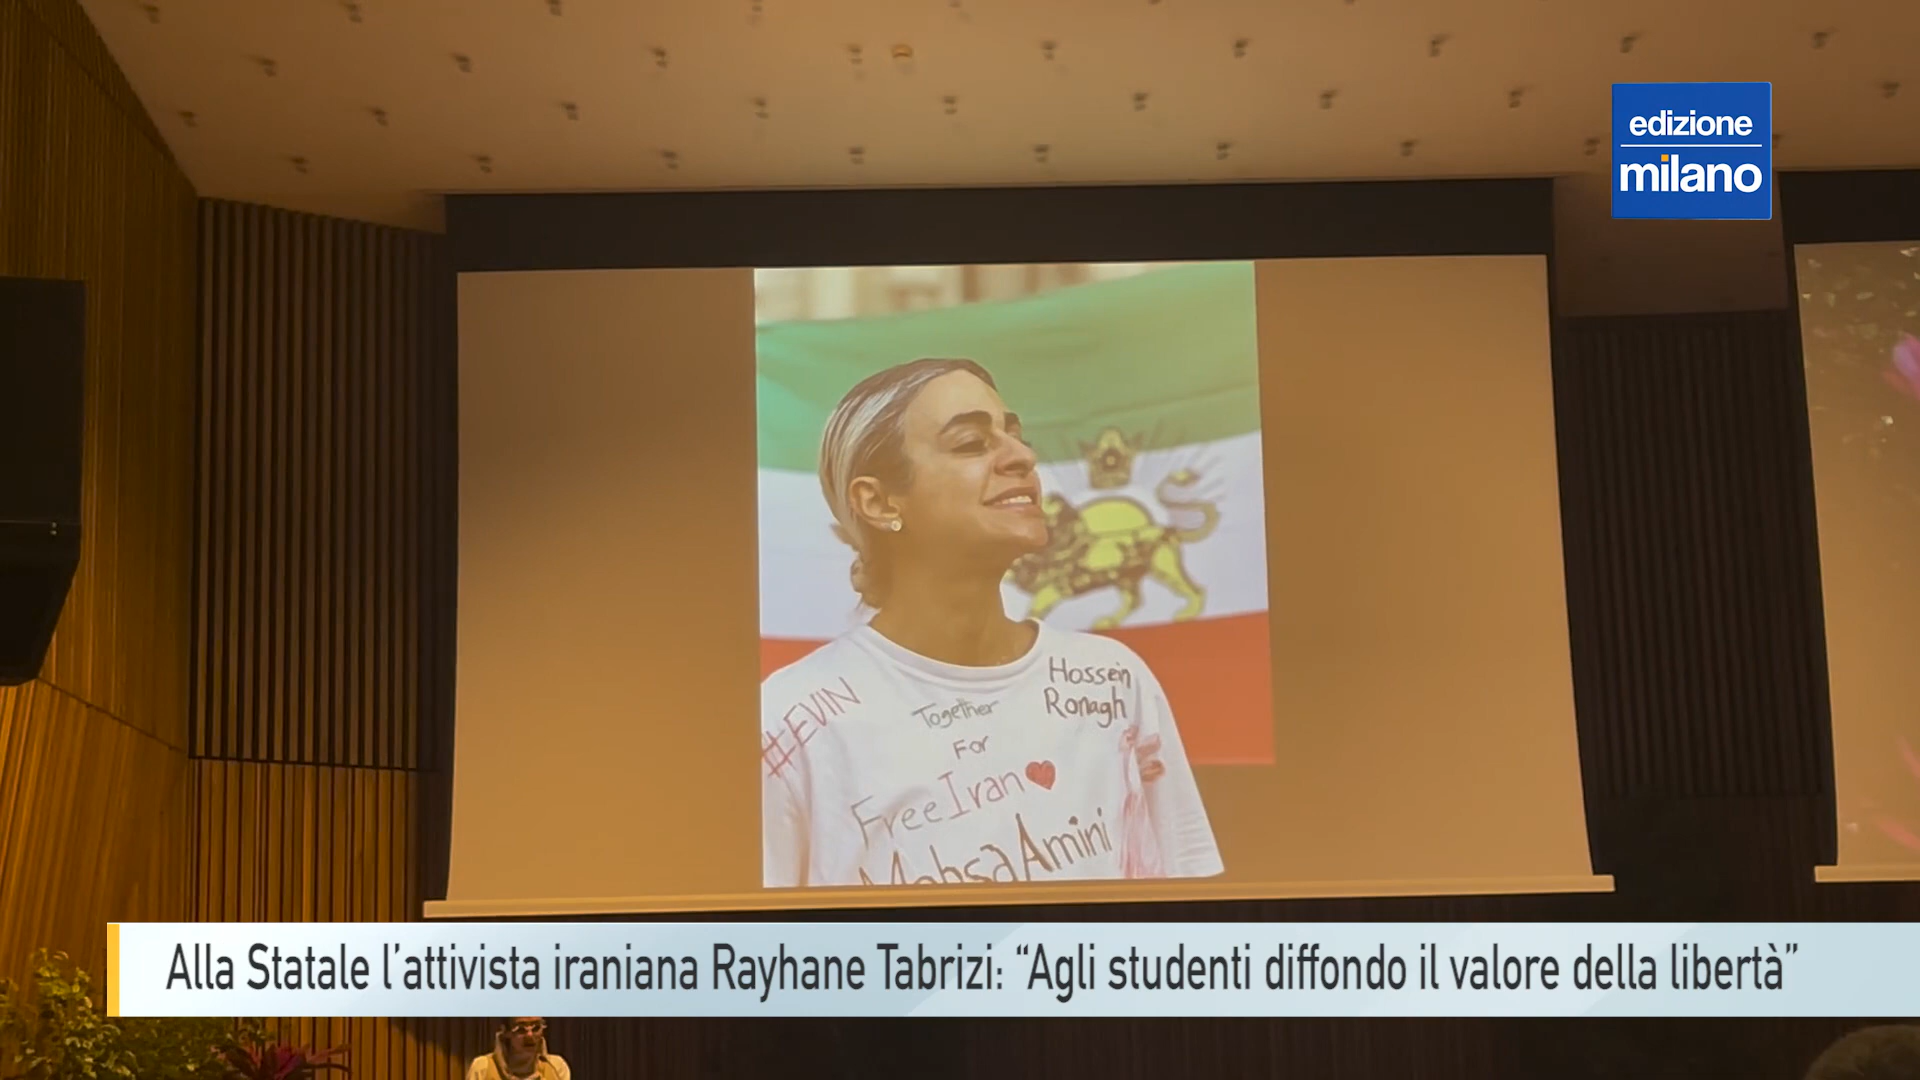 edizione
milano
#EVIN
Together
For
Free Iran
Hossein
Ronagh
Mahsa Amini
Alla Statale l'attivista iraniana Rayhane Tabrizi: “Agli studenti diffondo il valore della libertà”